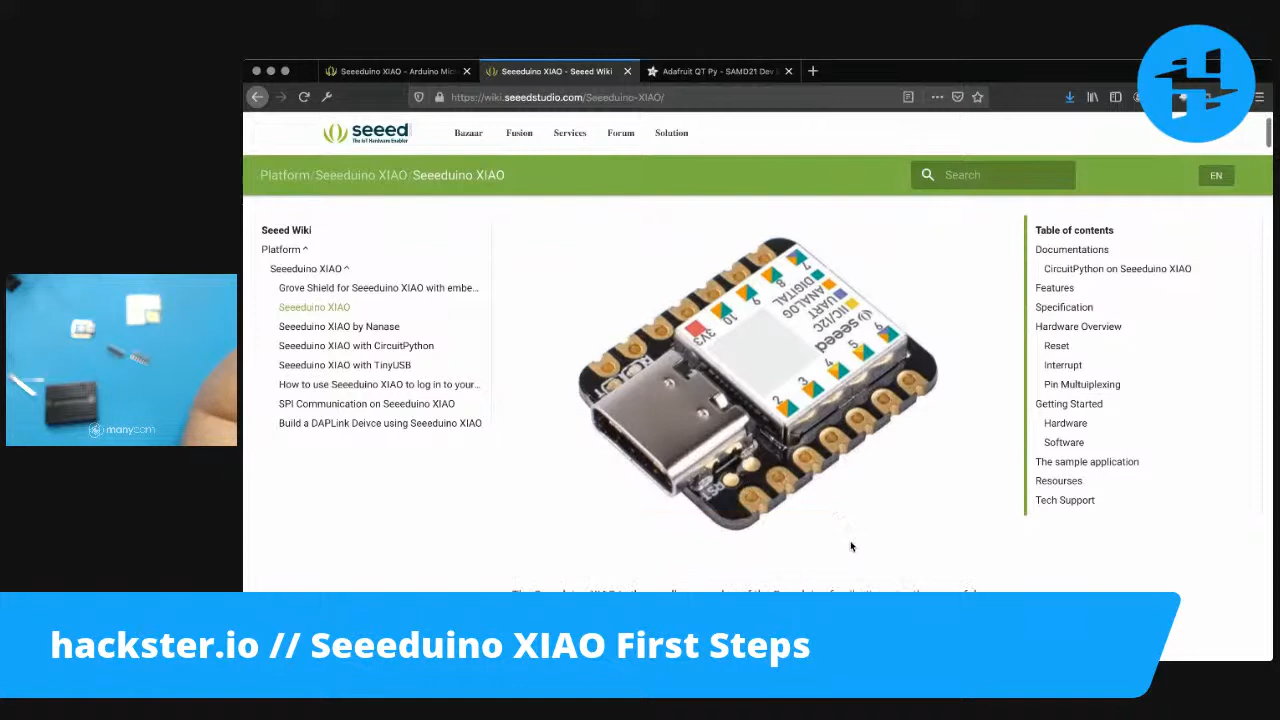 Seeeduino XIAO - Arduino Mic
Seeeduino XIAO - Seeed Wiki
Adafruit QT Py - SAMD21 Dev
https://wiki.seeedstudio.com/Seeeduino-XIAO/
seeed
The IoT Hardware Enabler
Bazaar
Fusion
Services
Forum
Solution
Platform/Seeeduino XIAO/Seeeduino XIAO
Search
EN
Seeed Wiki
Platform ^
Seeeduino XIAO ^
Grove Shield for Seeeduino XIAO with embe...
Seeeduino XIAO
Seeeduino XIAO by Nanase
Seeeduino XIAO with CircuitPython
Seeeduino XIAO with TinyUSB
How to use Seeeduino XIAO to log in to your...
SPI Communication on Seeeduino XIAO
Build a DAPLink Deivce using Seeeduino XIAO
3V3
10
9
8
7
DIGITAL
ANALOG
UART
IIC/I2C
seeed
2
3
4
5
6
RST
Table of contents
Documentations
CircuitPython on Seeeduino XIAO
Features
Specification
Hardware Overview
Reset
Interrupt
Pin Multuiplexing
Getting Started
Hardware
Software
The sample application
Resourses
Tech Support
manycam
hackster.io // Seeeduino XIAO First Steps